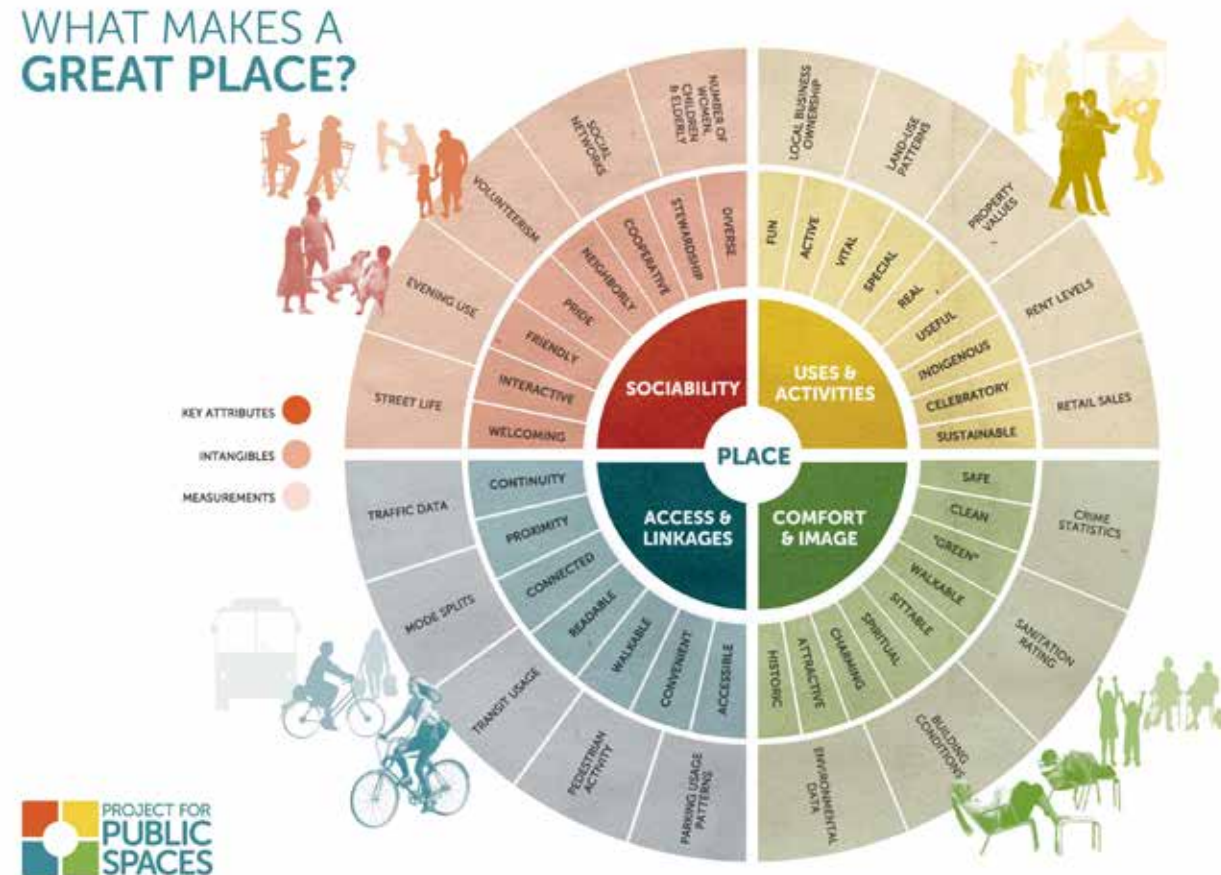 WHAT MAKES A
GREAT PLACE?
KEY ATTRIBUTES
INTANGIBLES
MEASUREMENTS
PLACE
SOCIABILITY
DIVERSE
STEWARDSHIP
COOPERATIVE
NEIGHBORLY
PRIDE
FRIENDLY
INTERACTIVE
WELCOMING
NUMBER OF
WOMEN,
CHILDREN
& ELDERLY
SOCIAL
NETWORKS
VOLUNTEERISM
EVENING USE
STREET LIFE
USES &
ACTIVITIES
FUN
ACTIVE
VITAL
SPECIAL
REAL
USEFUL
INDIGENOUS
CELEBRATORY
SUSTAINABLE
LOCAL BUSINESS
OWNERSHIP
LAND-USE
PATTERNS
PROPERTY
VALUES
RENT LEVELS
RETAIL SALES
COMFORT
& IMAGE
SAFE
CLEAN
"GREEN"
WALKABLE
SITTABLE
SPIRITUAL
CHARMING
ATTRACTIVE
HISTORIC
CRIME
STATISTICS
SANITATION
RATING
BUILDING
CONDITIONS
ENVIRONMENTAL
DATA
ACCESS &
LINKAGES
CONTINUITY
PROXIMITY
CONNECTED
READABLE
WALKABLE
CONVENIENT
ACCESSIBLE
TRAFFIC DATA
MODE SPLITS
TRANSIT USAGE
PEDESTRIAN
ACTIVITY
PARKING USAGE
PATTERNS
PROJECT FOR
PUBLIC
SPACES